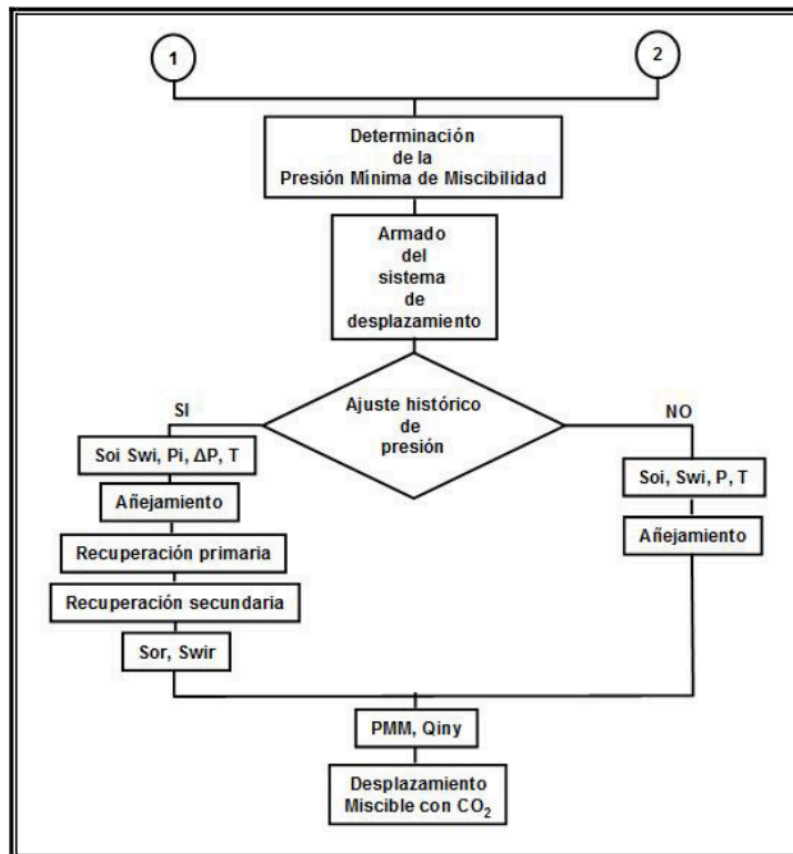 1
2
Determinación
de la
Presión Mínima de Miscibilidad
Armado
del
sistema
de
desplazamiento
Ajuste histórico
de
presión
SI
NO
Soi Swi, Pi, ΔP, T
Añejamiento
Recuperación primaria
Recuperación secundaria
Sor, Swir
Soi, Swi, P, T
Añejamiento
PMM, Qiny
Desplazamiento
Miscible con CO₂